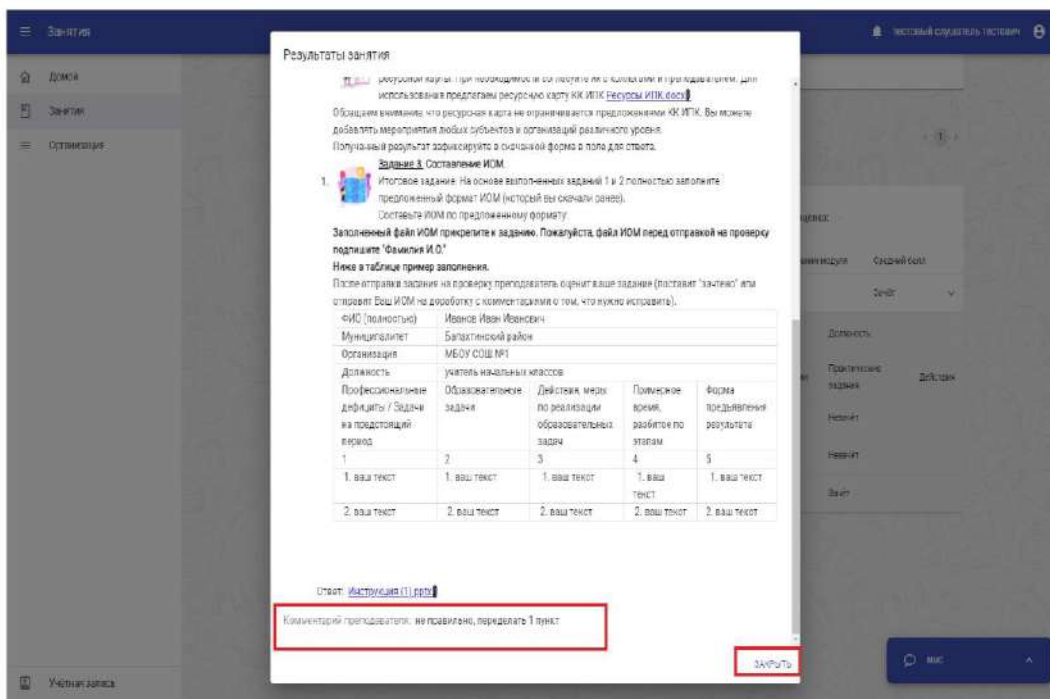 Занятия
тестовый слушатель тестович
Домой
Занятия
Организация
Результаты занятия
ресурсной карты. При необходимости согласуйте их с коллегами и преподавателем. Для
использования предлагаем ресурсную карту КК ИПК Ресурсы ИПК.docx
Обращаем внимание, что ресурсная карта не ограничивается предложениями КК ИПК. Вы можете
добавлять мероприятия любых субъектов и организаций различного уровня.
Полученный результат зафиксируйте в скачанной форме в поле для ответа.
Задание 3. Составление ИОМ.
1. Итоговое задание. На основе выполненных заданий 1 и 2 полностью заполните
предложенный формат ИОМ (который вы скачали ранее).
Составьте ИОМ по предложенному формату.
Заполненный файл ИОМ прикрепите к заданию. Пожалуйста, файл ИОМ перед отправкой на проверку
подпишите "Фамилия И.О."
Ниже в таблице пример заполнения.
После отправки задания на проверку преподаватель оценит ваше задание (поставит "зачтено" или
отправит Ваш ИОМ на доработку с комментариями о том, что нужно исправить).
ФИО (полностью) Иванов Иван Иванович
Муниципалитет Балахтинский район
Организация МБОУ СОШ №1
Должность учитель начальных классов
Профессиональные Образовательные Действия, меры Примерное Форма
дефициты / Задачи задачи по реализации время, предъявления
на предстоящий образовательных разбитое по результата
период задач этапам
1 2 3 4 5
1. ваш текст 1. ваш текст 1. ваш текст 1. ваш 1. ваш текст
текст
2. ваш текст 2. ваш текст 2. ваш текст 2. ваш текст 2. ваш текст
Ответ: Инструкция (1).pptx
Комментарий преподавателя: не правильно, переделать 1 пункт
ЗАКРЫТЬ
1
модуля Средний балл
Зачёт
Должность
Практические
задания Действия
Незачёт
Незачёт
Зачёт
Учётная запись